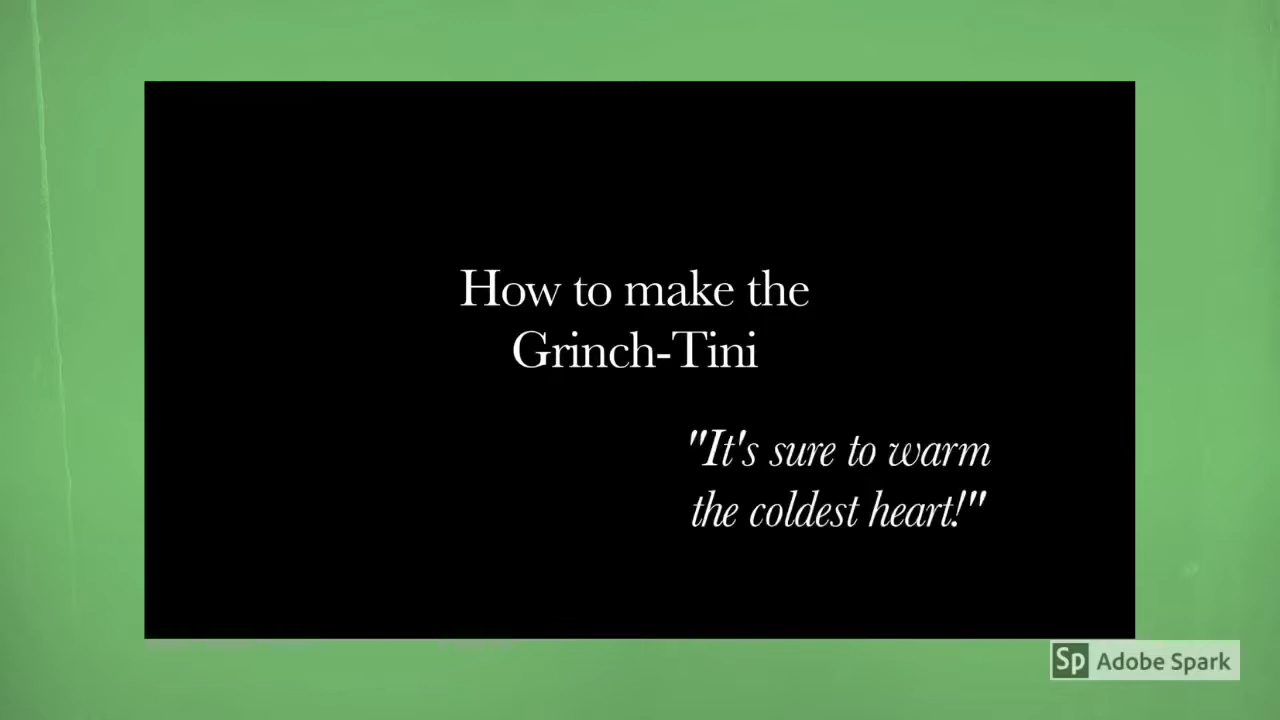 How to make the
Grinch-Tini
"It's sure to warm
the coldest heart!"
Sp Adobe Spark